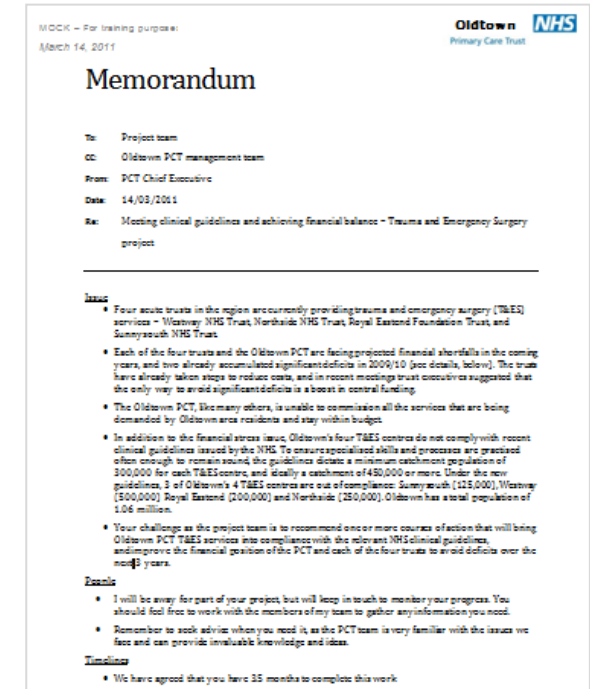 MOCK – For training purpose:
Oldtown NHS
March 14, 2011
Primary Care Trust
Memorandum
To: Project team
CC: Oldtown PCT management team
From: PCT Chief Executive
Date: 14/03/2011
Re: Meeting clinical guidelines and achieving financial balance – Trauma and Emergency Surgery
project
Issue
• Four acute trusts in the region are currently providing trauma and emergency surgery (T&ES)
services – Westway NHS Trust, Northside NHS Trust, Royal Eastend Foundation Trust, and
Sunnysouth NHS Trust
• Each of the four trusts and the Oldtown PCT are facing projected financial shortfalls in the coming
years, and two already accumulated significant deficits in 2009/10 (see details, below). The trusts
have already taken steps to reduce costs, and in recent meetings trust executives suggested that
the only way to avoid significant deficits is a boost in central funding.
• The Oldtown PCT, like many others, is unable to commission all the services that are being
demanded by Oldtown area residents and stay within budget
• In addition to the financial stress issue, Oldtown's four T&ES centres do not comply with recent
clinical guidelines issued by the NHS. To ensure specialised skills and processes are practised
often enough to remain sound, the guidelines dictate a minimum catchment population of
300,000 for each T&ES centre, and ideally a catchment of 450,000 or more. Under the new
guidelines, 3 of Oldtown's 4 T&ES centres are out of compliance: Sunnysouth (125,000), Westway
(500,000) Royal Eastend (200,000) and Northside (250,000). Oldtown has a total population of
1.06 million.
• Your challenge as the project team is to recommend one or more courses of action that will bring
Oldtown PCT T&ES services into compliance with the relevant NHS clinical guidelines,
andimprove the financial position of the PCT and each of the four trusts to avoid deficits over the
next 3 years.
People
• I will be away for part of your project, but will keep in touch to monitor your progress. You
should feel free to work with the members of my team to gather any information you need.
• Remember to seek advice when you need it, as the PCT team is very familiar with the issues we
face and can provide invaluable knowledge and ideas.
Timelines
• We have agreed that you have 3.5 months to complete this work